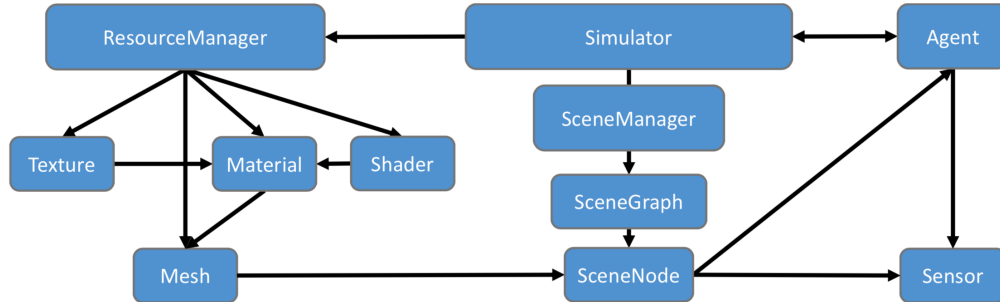 ResourceManager
Simulator
Agent
SceneManager
Texture
Material
Shader
SceneGraph
Mesh
SceneNode
Sensor